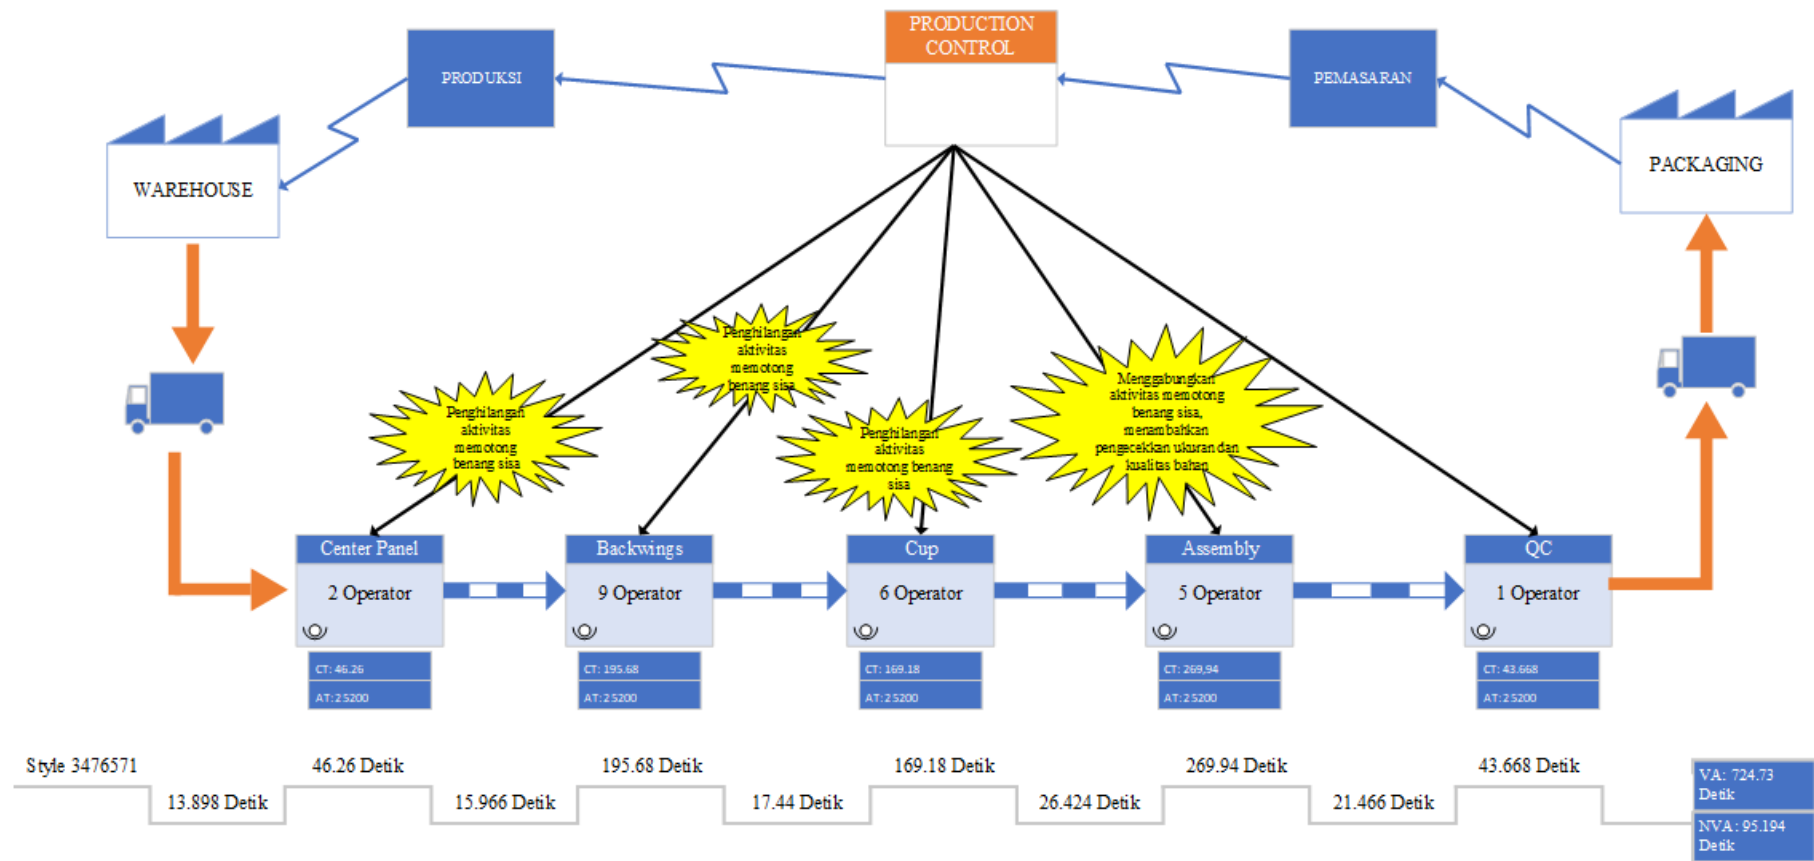 PRODUCTION
CONTROL
PRODUKSI
PEMASARAN
WAREHOUSE
PACKAGING
Penghilangan
aktivitas
memotong
benang sisa
Penghilangan
aktivitas
memotong
benang sisa
Penghilangan
aktivitas
memotong benang
sisa
Menggabungkan
aktivitas memotong
benang sisa,
menambahkan
pengecekkan ukuran dan
kualitas bahan
Center Panel
2 Operator
CT: 46.26
AT:25200
Backwings
9 Operator
CT: 195.68
AT:25200
Cup
6 Operator
CT: 169.18
AT:25200
Assembly
5 Operator
CT: 269,94
AT:25200
QC
1 Operator
CT: 43.668
AT:25200
Style 3476571
46.26 Detik
195.68 Detik
169.18 Detik
269.94 Detik
43.668 Detik
13.898 Detik
15.966 Detik
17.44 Detik
26.424 Detik
21.466 Detik
VA: 724.73
Detik
NVA: 95.194
Detik